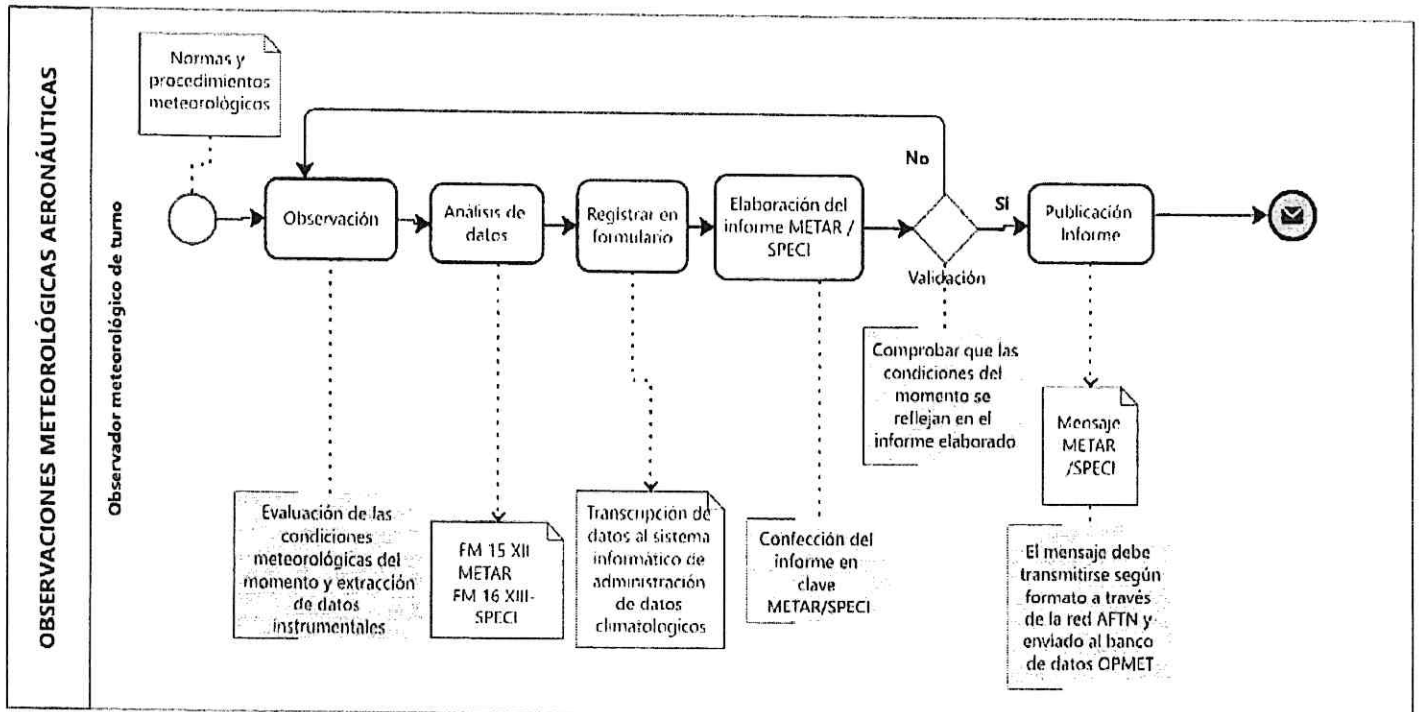 OBSERVACIONES METEOROLÓGICAS AERONÁUTICAS
Observador meteorológico de turno
Normas y
procedimientos
meteorológicos
Observación
Análisis de
datos
Registrar en
formulario
Elaboración del
informe METAR /
SPECI
No
Si
Validación
Publicación
Informe
Evaluación de las
condiciones
meteorológicas del
momento y extracción
de datos
instrumentales
FM 15 XII
METAR
FM 16 XIII-
SPECI
Transcripción de
datos al sistema
informático de
administración
de datos
climatologicos
Confección del
informe en
clave
METAR/SPECI
Comprobar que las
condiciones del
momento se
reflejan en el
informe elaborado
Mensaje
METAR
/SPECI
El mensaje debe
transmitirse según
formato a través
de la red AFTN y
enviado al banco
de datos OPMET